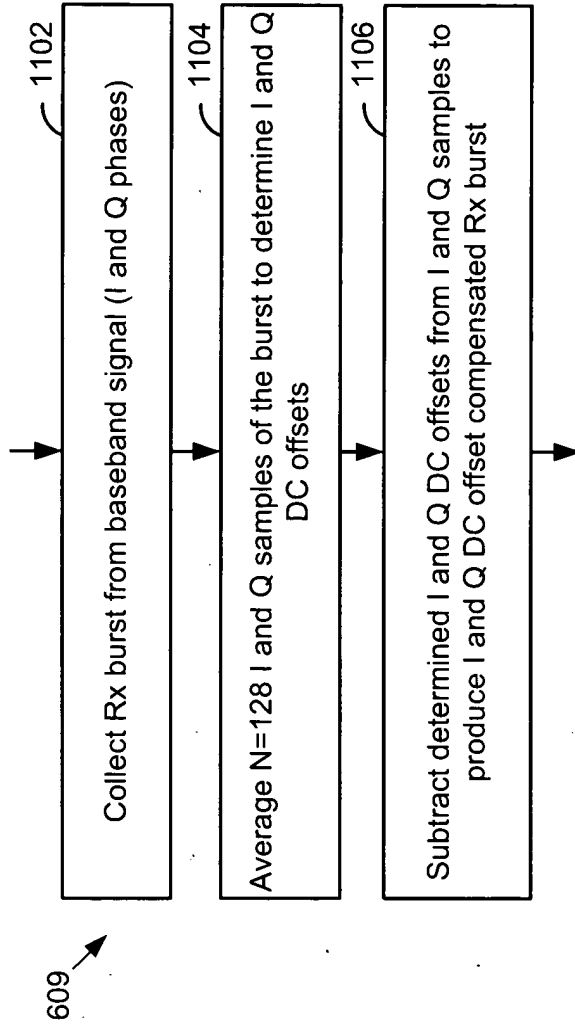 609
1102
Collect Rx burst from baseband signal (I and Q phases)
1104
Average N=128 I and Q samples of the burst to determine I and Q
DC offsets
1106
Subtract determined I and Q DC offsets from I and Q samples to
produce I and Q DC offset compensated Rx burst